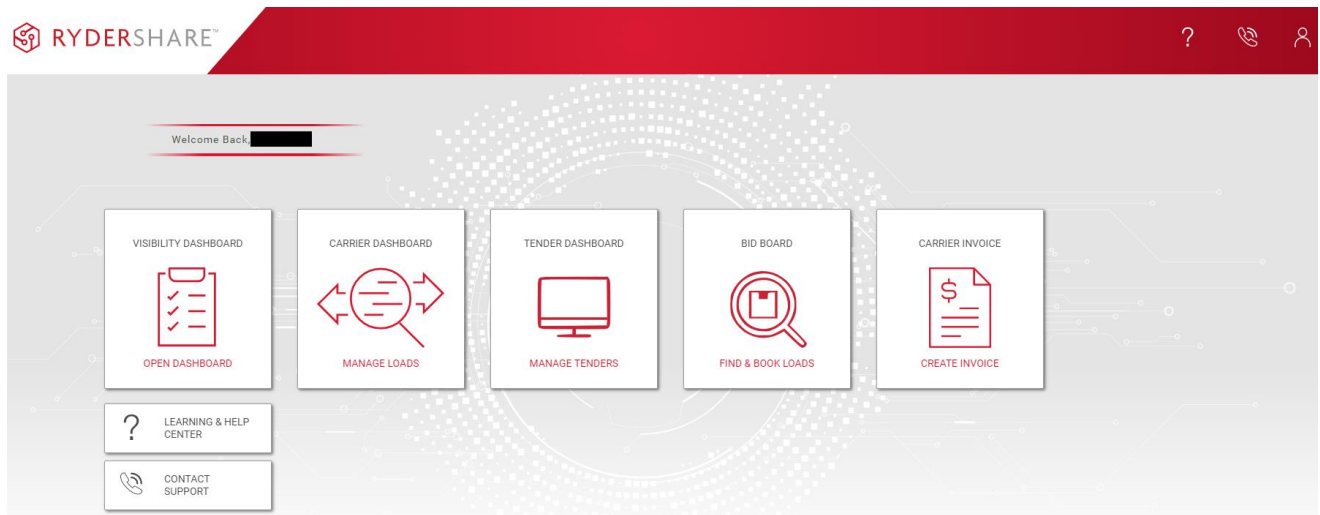 RYDERSHARE™
?
Welcome Back,
VISIBILITY DASHBOARD
OPEN DASHBOARD
CARRIER DASHBOARD
MANAGE LOADS
TENDER DASHBOARD
MANAGE TENDERS
BID BOARD
FIND & BOOK LOADS
CARRIER INVOICE
$
CREATE INVOICE
?
LEARNING & HELP
CENTER
CONTACT
SUPPORT